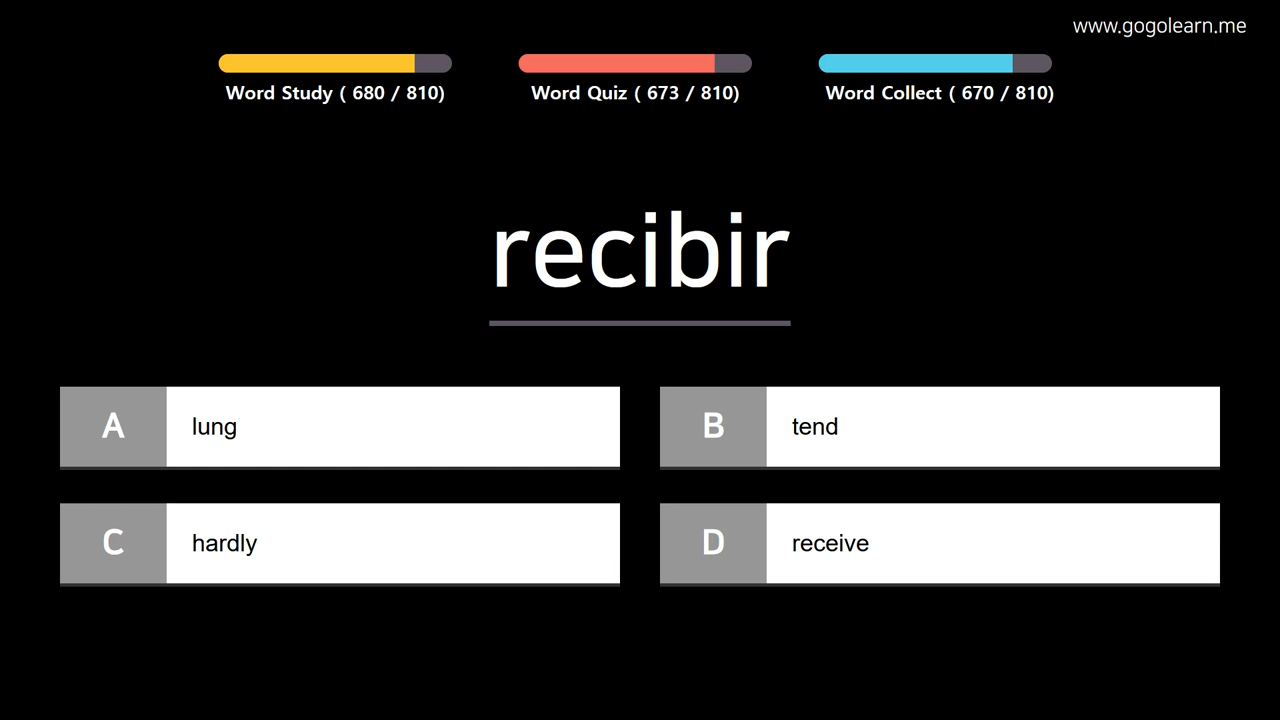 www.gogolearn.me
Word Study ( 680 / 810)
Word Quiz ( 673 / 810)
Word Collect ( 670 / 810)
recibir
A lung
B tend
C hardly
D receive